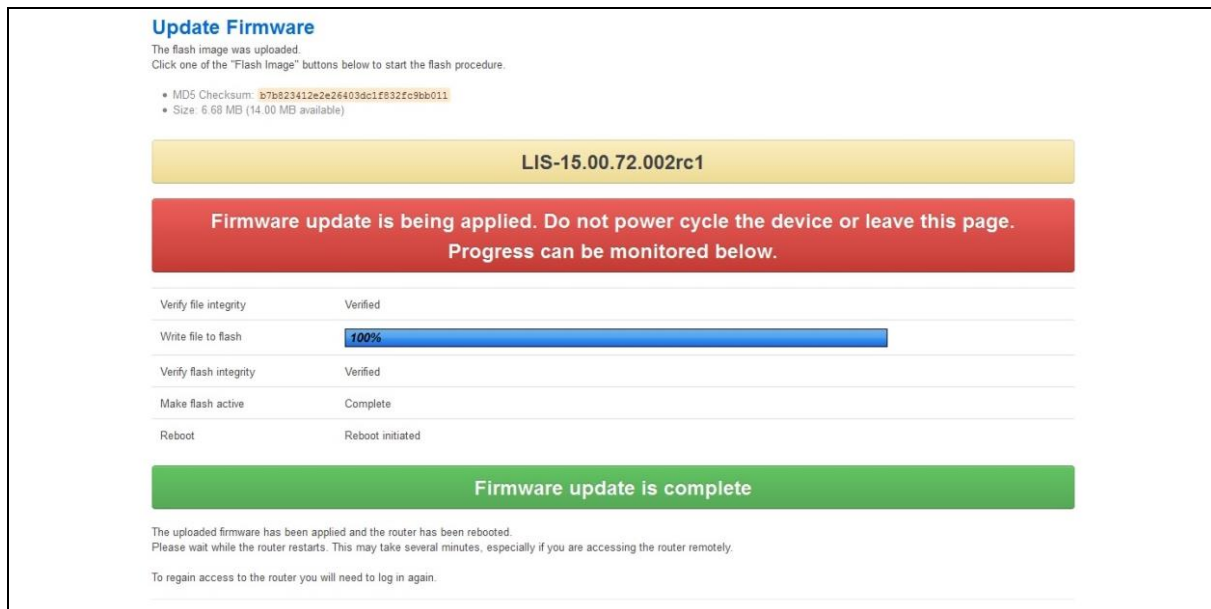 Update Firmware
The flash image was uploaded.
Click one of the "Flash Image" buttons below to start the flash procedure.
• MD5 Checksum: b7b823412e2e26403dc1f832fc9bb011
• Size: 6.68 MB (14.00 MB available)
LIS-15.00.72.002rc1
Firmware update is being applied. Do not power cycle the device or leave this page.
Progress can be monitored below.
Verify file integrity Verified
Write file to flash 100%
Verify flash integrity Verified
Make flash active Complete
Reboot Reboot initiated
Firmware update is complete
The uploaded firmware has been applied and the router has been rebooted.
Please wait while the router restarts. This may take several minutes, especially if you are accessing the router remotely.
To regain access to the router you will need to log in again.